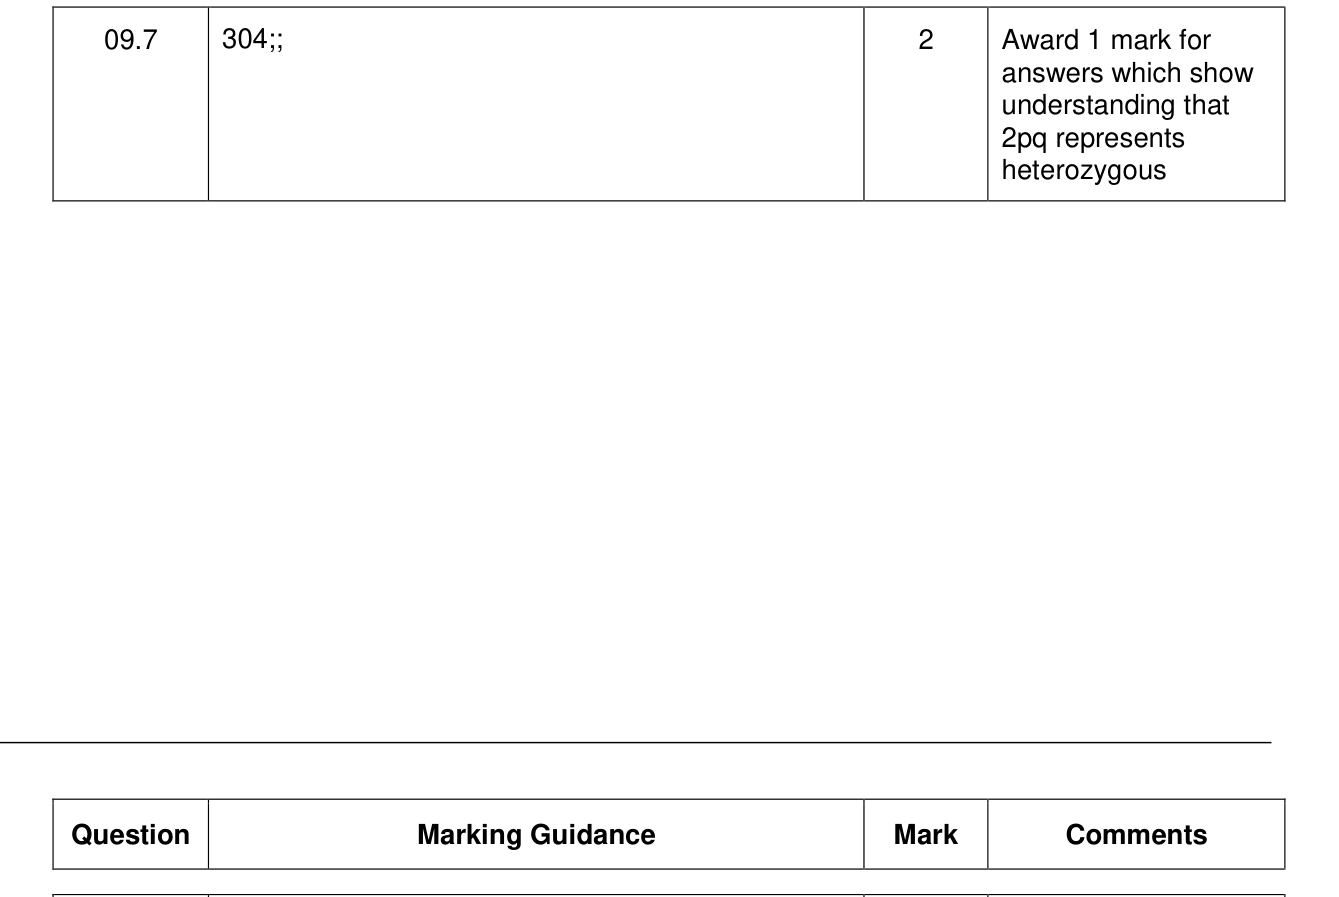 09.7 304;; 2 Award 1 mark for
answers which show
understanding that
2pq represents
heterozygous
Question Marking Guidance Mark Comments